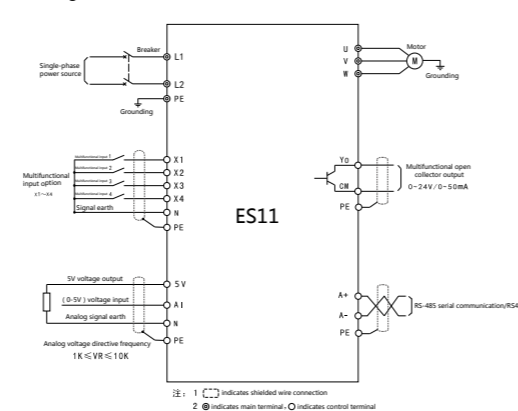 Breaker
Single-phase
power source
L1
L2
PE
Grounding
U
V
W
Motor
M
Grounding
Multifunctional input 1
Multifunctional input 2
Multifunctional input 3
Multifunctional input 4
Multifunctional
input option
x1～x4
Signal earth
X1
X2
X3
X4
N
PE
ES11
Yo
CM
PE
Multifunctional open
collector output
0-24V/0-50mA
5V voltage output
(0-5V) voltage input
Analog signal earth
5V
AI
N
PE
Analog voltage directive frequency
1K≤VR≤10K
A+
A-
PE
RS-485 serial communication/RS4
注： 1 indicates shielded wire connection
2 indicates main terminal, indicates control terminal